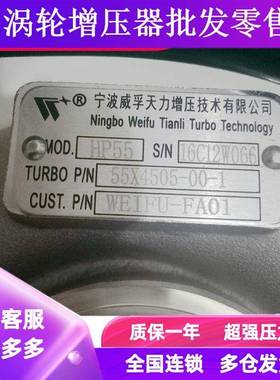 涡轮增压器批发零售
宁波威孚天力增压技术有限公司
Ningbo Weifu Tianli Turbo Technology
MOD. HP55 S/N 16C12W066
TURBO P/N 55X4505-00-1
CUST. P/N WEIFU-FA01
客服
多多
质保一年 超强压力
全国连锁 多仓发货